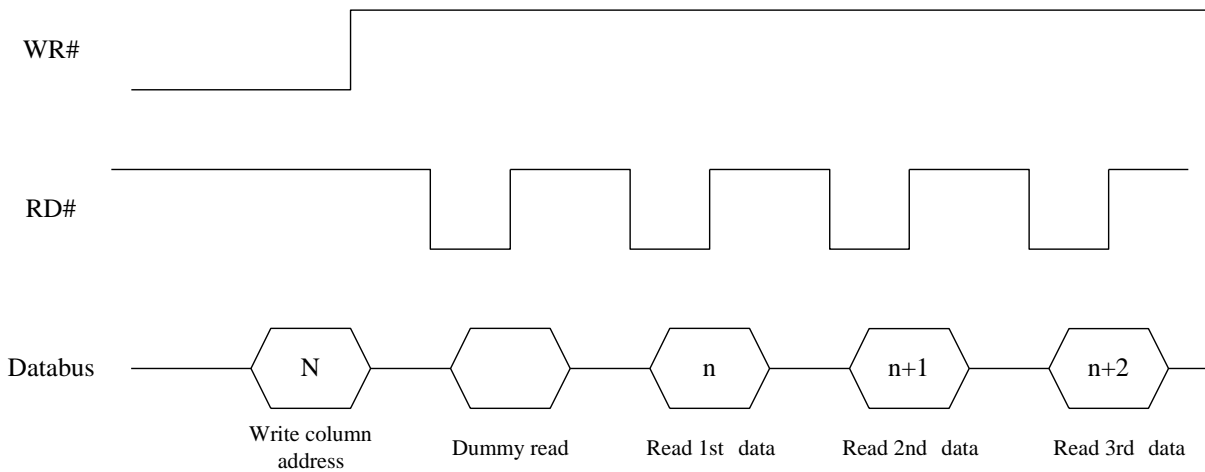 WR#
RD#
Databus
N
n
n+1
n+2
Write column
address
Dummy read
Read 1st data
Read 2nd data
Read 3rd data